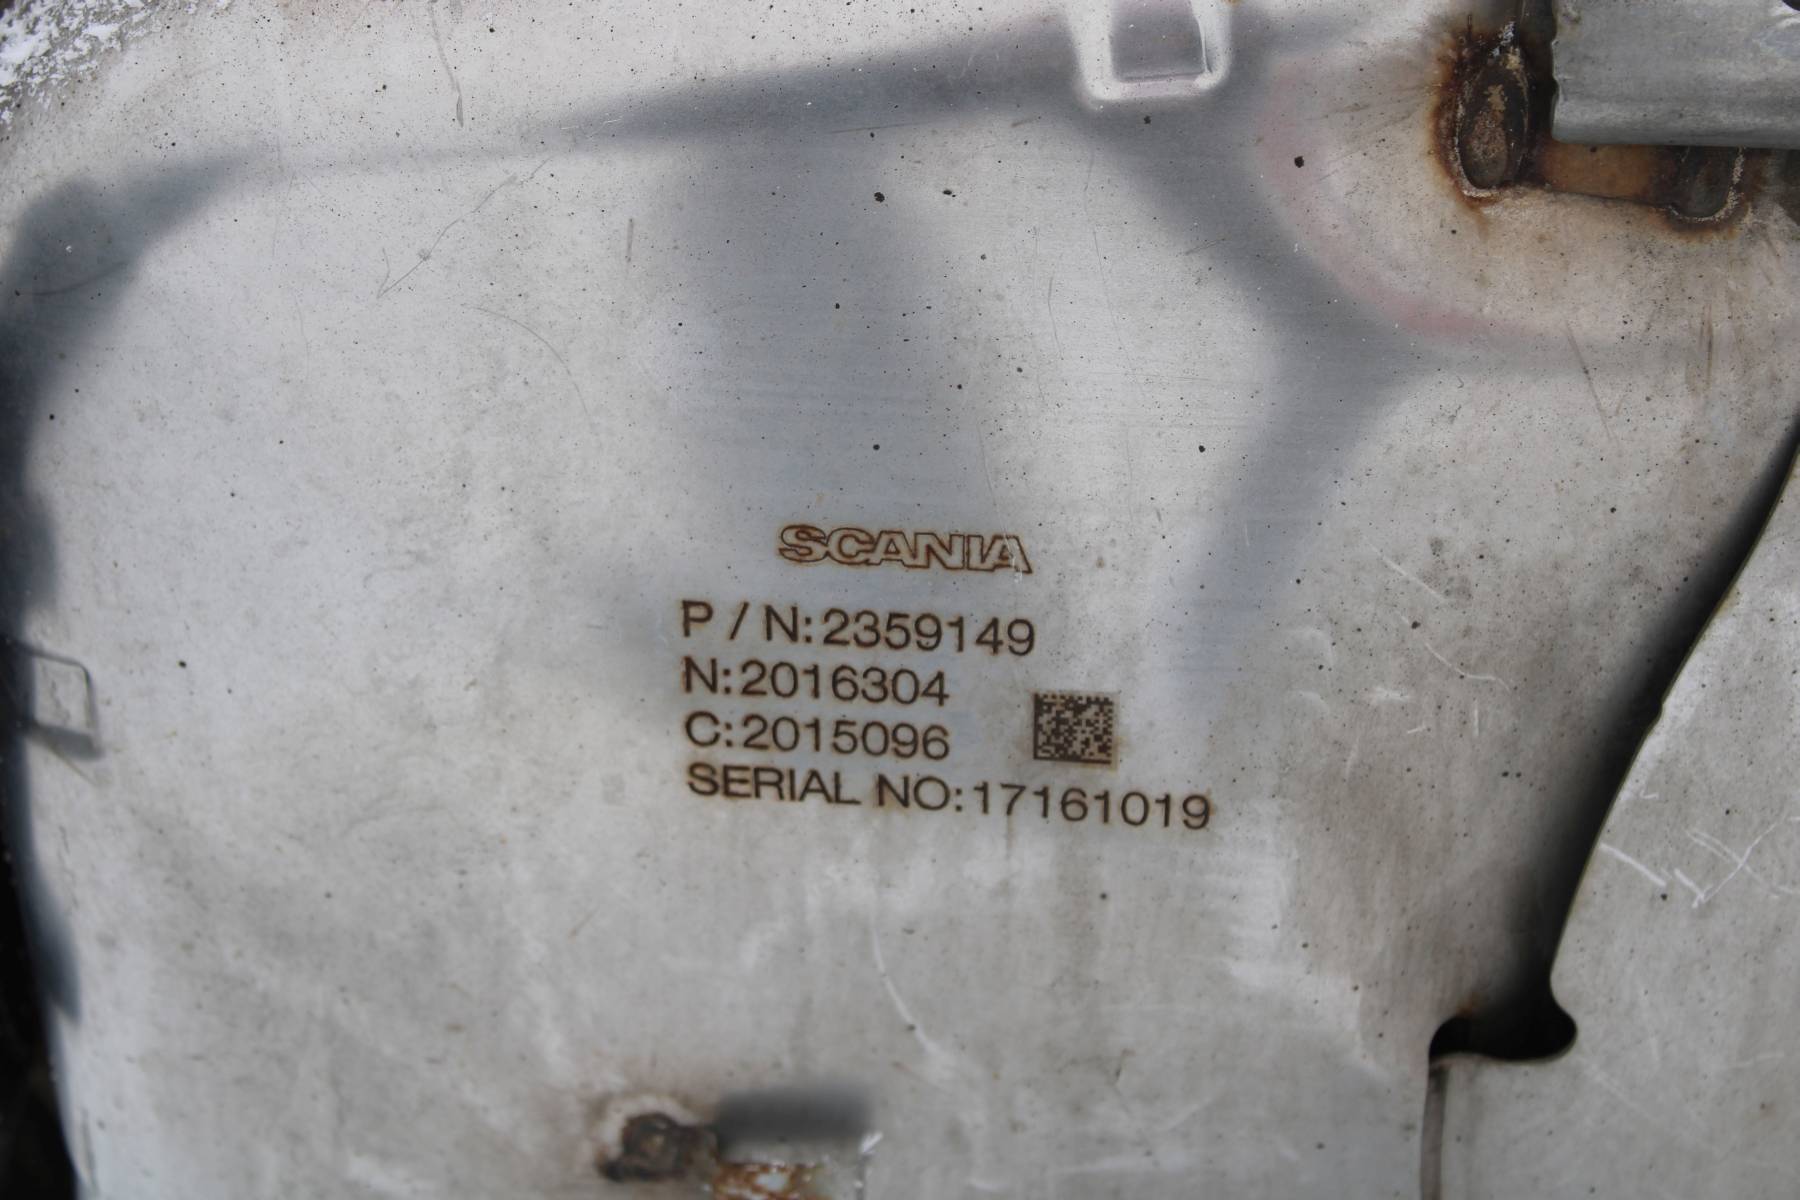 SCANIA
P / N:2359149
N:2016304
C:2015096
SERIAL NO:17161019